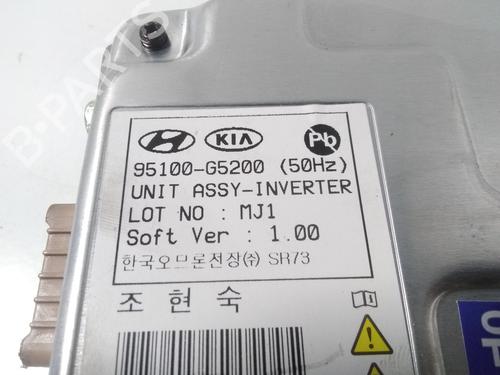 B-PARTS
KIA
Pb
95100-G5200 (50Hz)
UNIT ASSY-INVERTER
LOT NO : MJ1
Soft Ver : 1.00
한국오므론전장㈜ SR73
조현숙